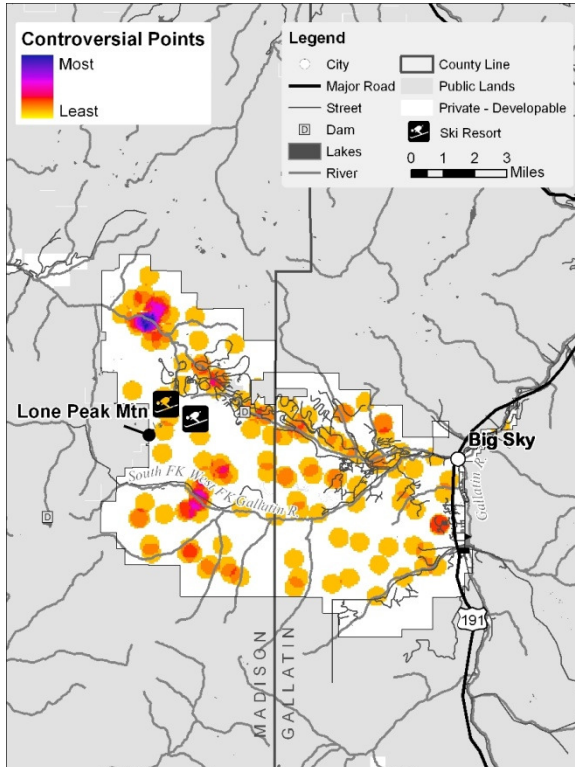 Controversial Points
Most
Least
Legend
City
Major Road
Street
D Dam
Lakes
River
County Line
Public Lands
Private - Developable
Ski Resort
0 1 2 3
Miles
Lone Peak Mtn
D
Big Sky
South FK West FK Gallatin R.
Gallatin R.
D
191
MADISON
GALLATIN